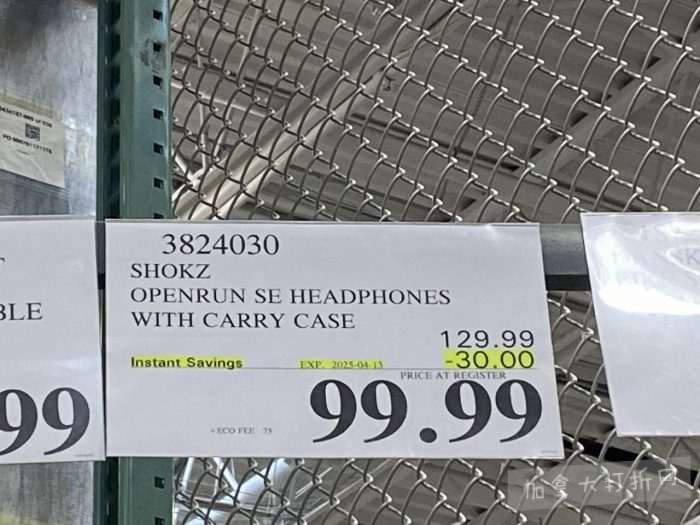 3824030
SHOKZ
OPENRUN SE HEADPHONES
WITH CARRY CASE
129.99
Instant Savings EXP. 2025-04-13 -30.00
PRICE AT REGISTER
+ECO FEE .75 99.99
BLE
99
加拿大打折网